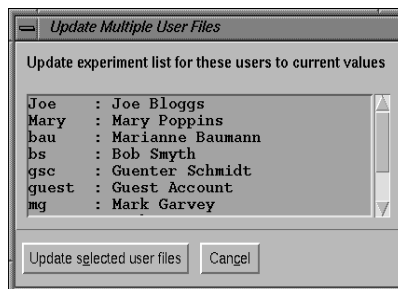 Update Multiple User Files
Update experiment list for these users to current values
Joe : Joe Bloggs
Mary : Mary Poppins
bau : Marianne Baumann
bs : Bob Smyth
gsc : Guenter Schmidt
guest : Guest Account
mg : Mark Garvey
Update selected user files Cancel